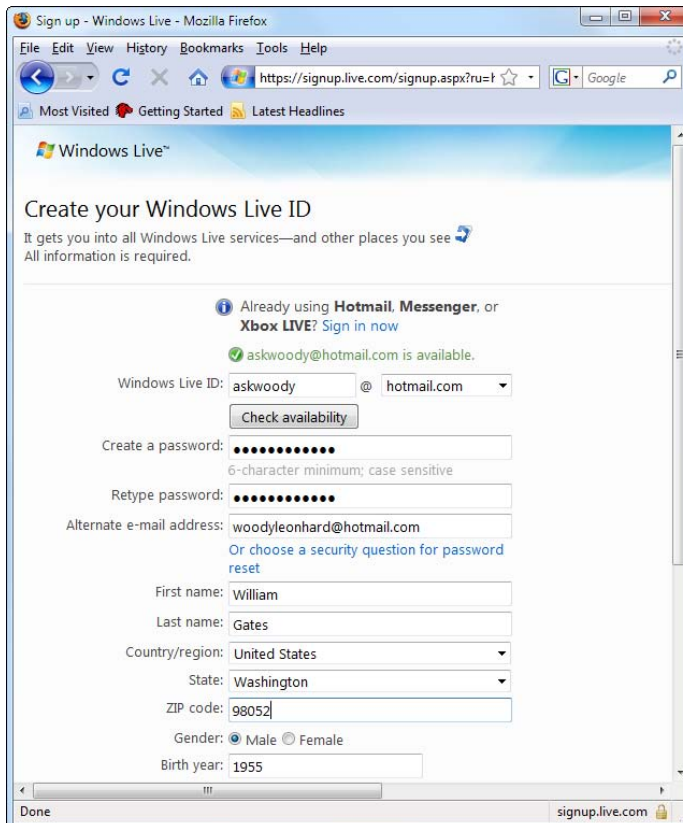 Sign up - Windows Live - Mozilla Firefox
File Edit View History Bookmarks Tools Help
https://signup.live.com/signup.aspx?ru=h G Google
Most Visited Getting Started Latest Headlines
Windows Live™
Create your Windows Live ID
It gets you into all Windows Live services—and other places you see
All information is required.
Already using Hotmail, Messenger, or
Xbox LIVE? Sign in now
askwoody@hotmail.com is available.
Windows Live ID: askwoody @ hotmail.com
Check availability
Create a password: ●●●●●●●●●●●●
6-character minimum; case sensitive
Retype password: ●●●●●●●●●●●●
Alternate e-mail address: woodyleonhard@hotmail.com
Or choose a security question for password
reset
First name: William
Last name: Gates
Country/region: United States
State: Washington
ZIP code: 98052
Gender: Male Female
Birth year: 1955
Done signup.live.com